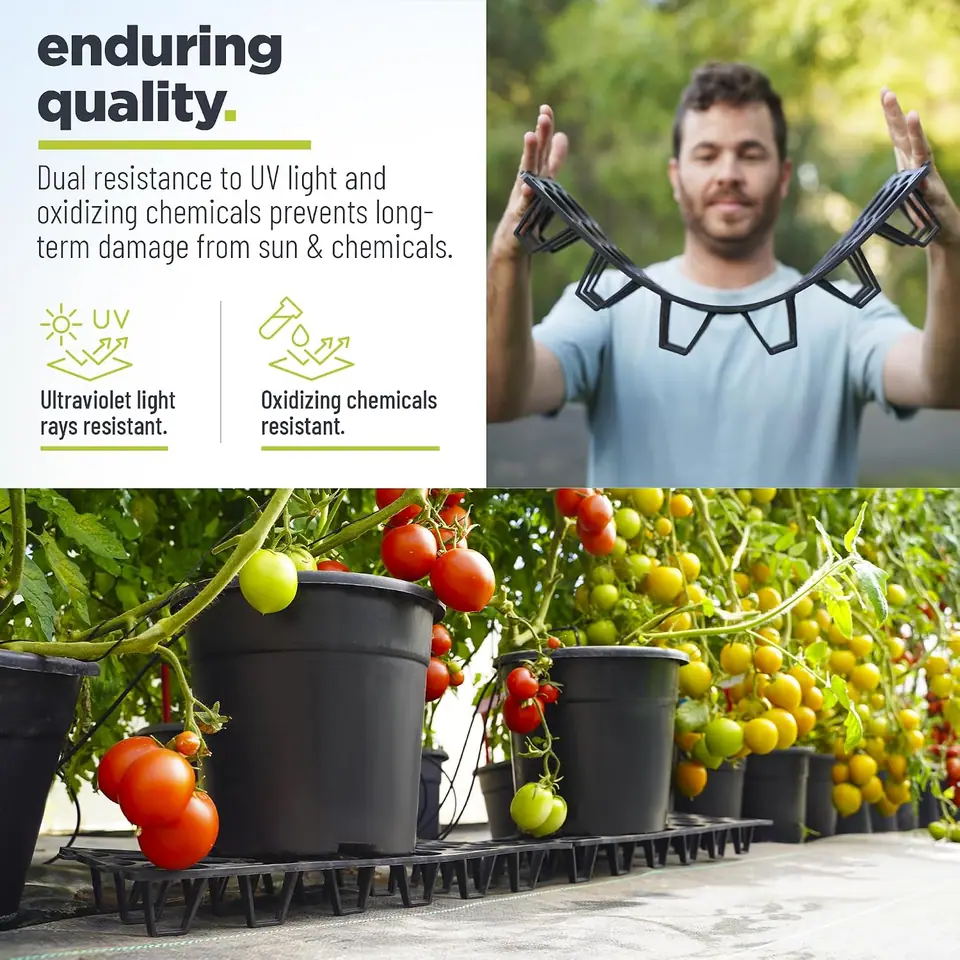 enduring
quality.
Dual resistance to UV light and
oxidizing chemicals prevents long-
term damage from sun & chemicals.
UV
Ultraviolet light
rays resistant.
Oxidizing chemicals
resistant.